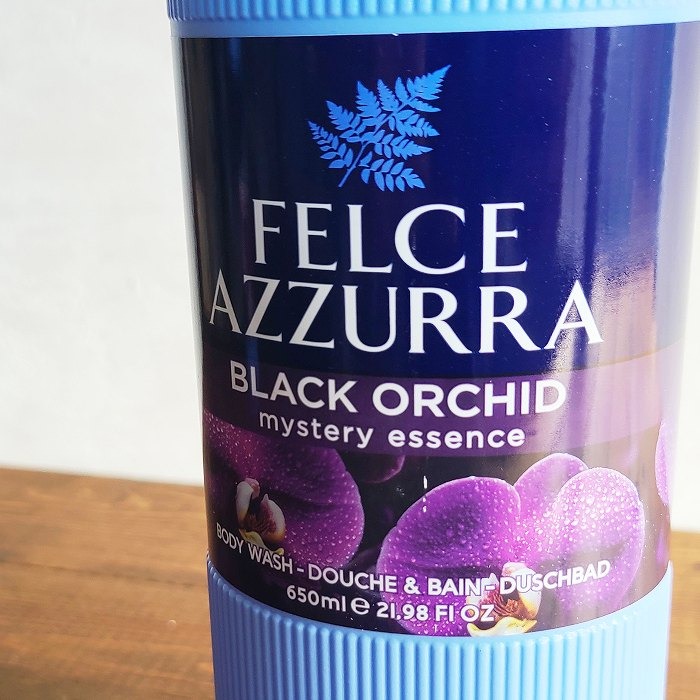 FELCE
AZZURRA
BLACK ORCHID
mystery essence
BODY WASH - DOUCHE & BAIN - DUSCHBAD
650ml ℮ 21.98 Fl OZ